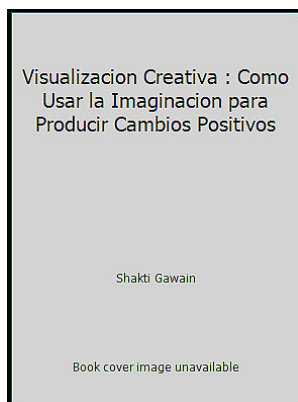 Visualizacion Creativa : Como
Usar la Imaginacion para
Producir Cambios Positivos
Shakti Gawain
Book cover image unavailable